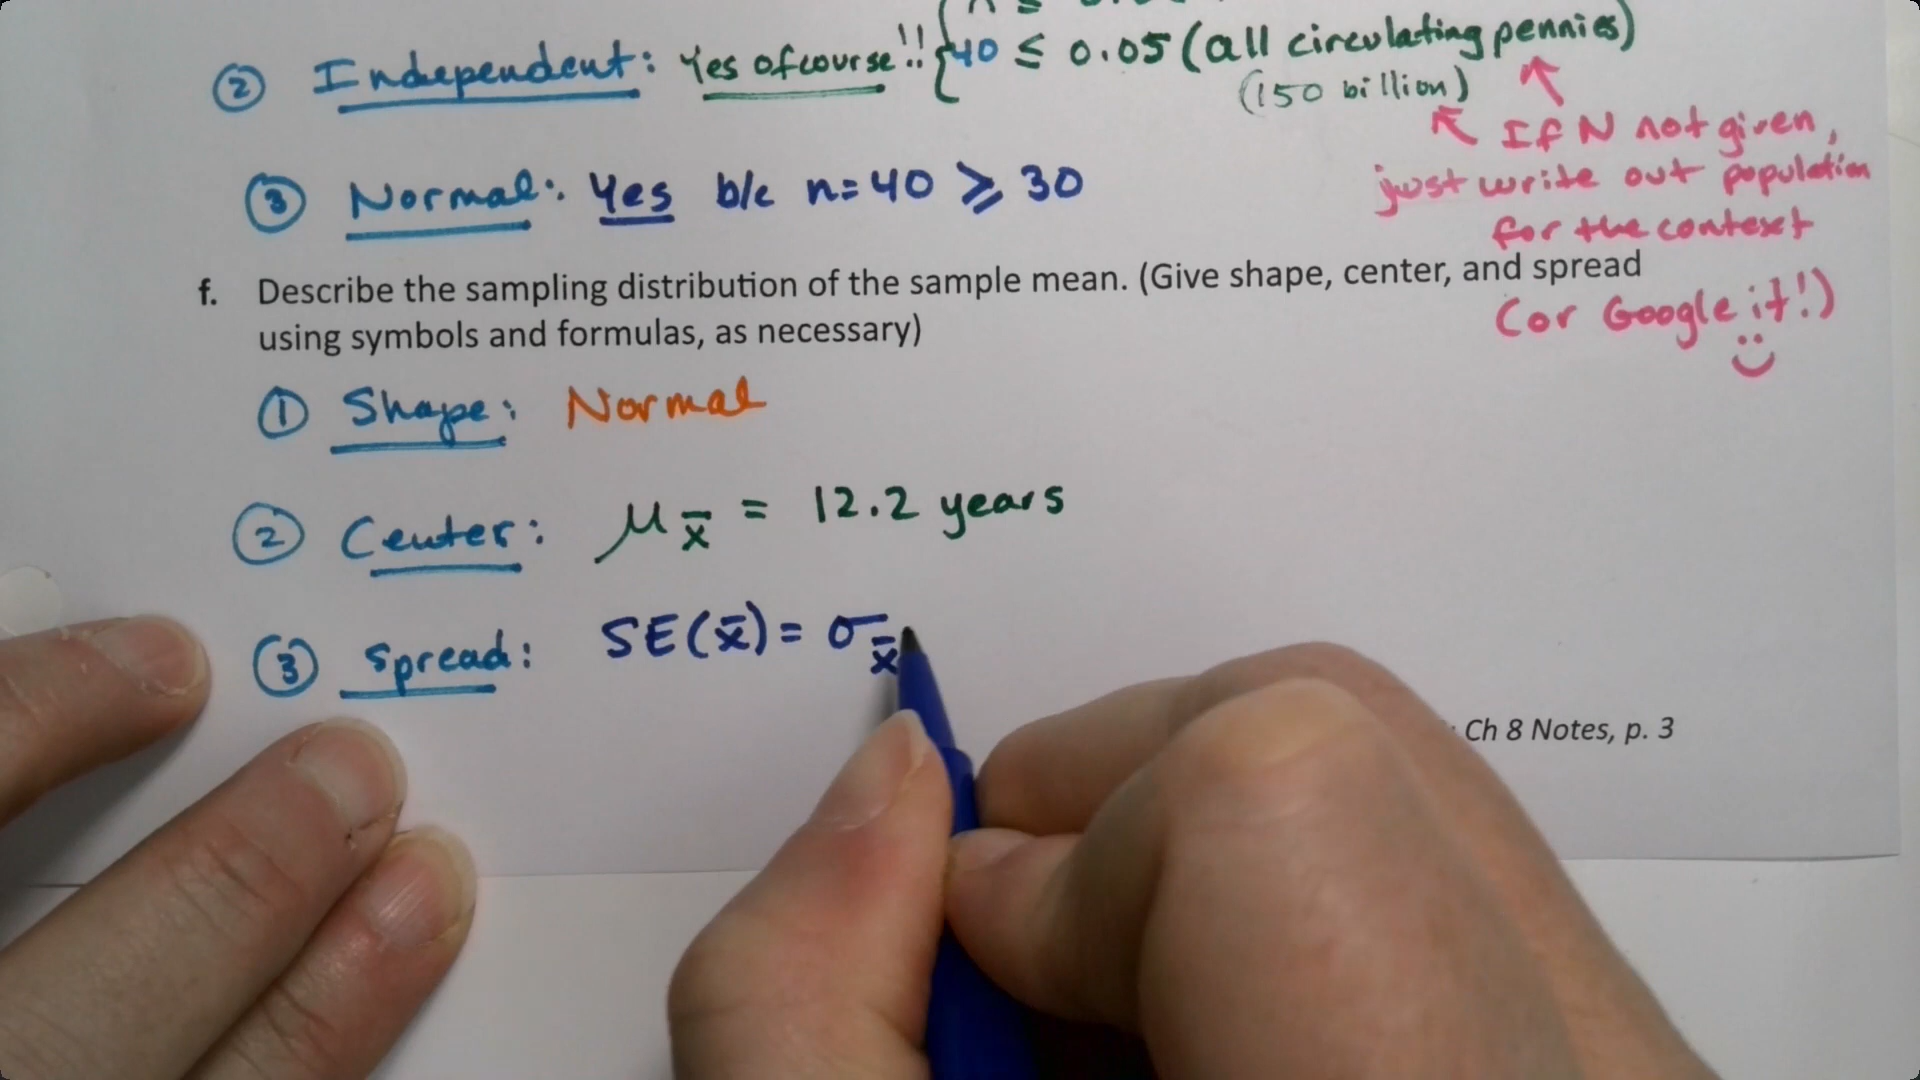 ② Independent: Yes of course!! { 40 ≤ 0.05 (all circulating pennies)
(150 billion)
If N not given,
just write out population
for the context
(or Google it!)
③ Normal: Yes b/c n=40 ⩾ 30
f. Describe the sampling distribution of the sample mean. (Give shape, center, and spread
using symbols and formulas, as necessary)
① Shape: Normal
② Center: μx̄ = 12.2 years
③ Spread: SE(x̄) = σx̄
Ch 8 Notes, p. 3